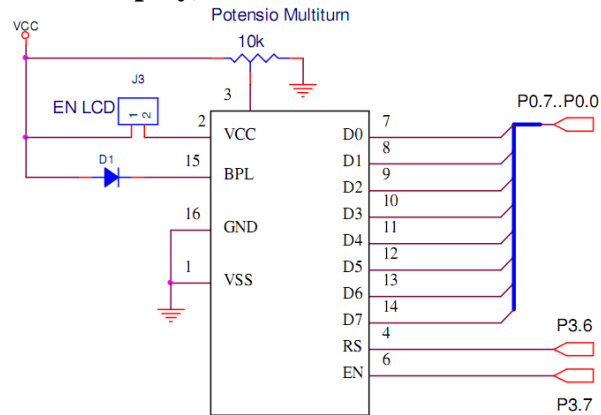 Potensio Multiturn
VCC
10k
J3
3
EN LCD
1 2
2
VCC
D0
7
P0.7..P0.0
D1
8
D1
15
BPL
D2
9
D3
10
16
GND
D4
11
D5
12
1
VSS
D6
13
D7
14
RS
4
P3.6
EN
6
P3.7